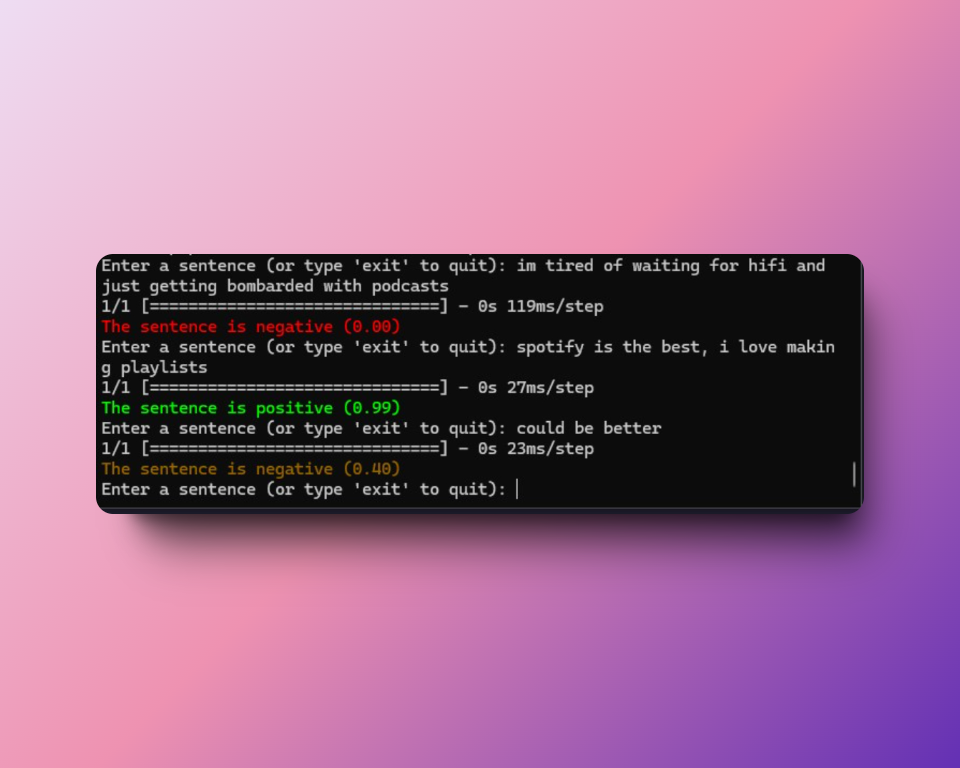 Enter a sentence (or type 'exit' to quit): im tired of waiting for hifi and
just getting bombarded with podcasts
1/1 [==============================] - 0s 119ms/step
The sentence is negative (0.00)
Enter a sentence (or type 'exit' to quit): spotify is the best, i love makin
g playlists
1/1 [==============================] - 0s 27ms/step
The sentence is positive (0.99)
Enter a sentence (or type 'exit' to quit): could be better
1/1 [==============================] - 0s 23ms/step
The sentence is negative (0.40)
Enter a sentence (or type 'exit' to quit):